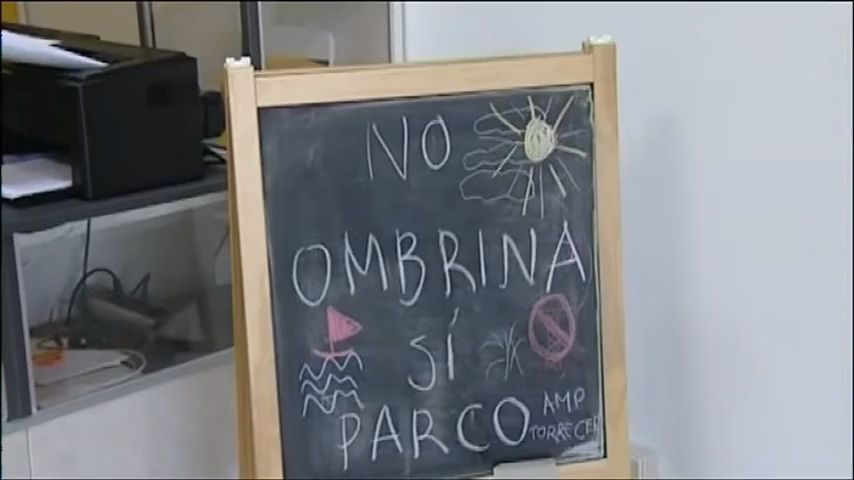 NO
OMBRINA
SÍ
PARCO
AMP
TORRE CER